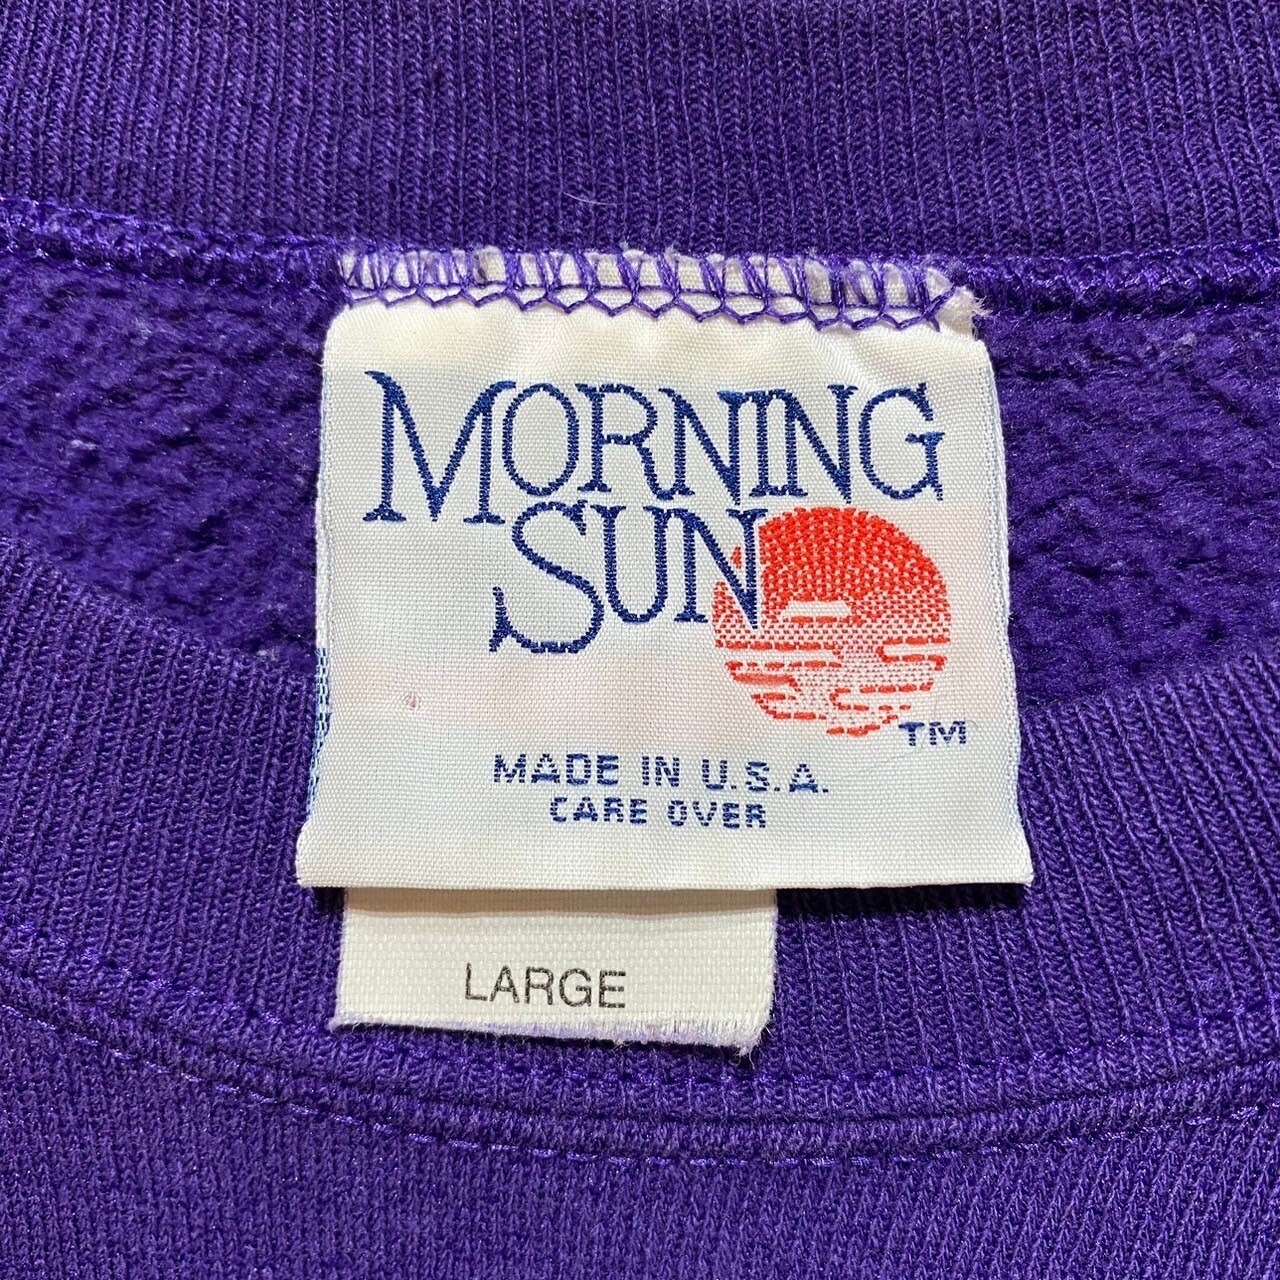 MORNING
SUN
TM
MADE IN U.S.A.
CARE OVER
LARGE